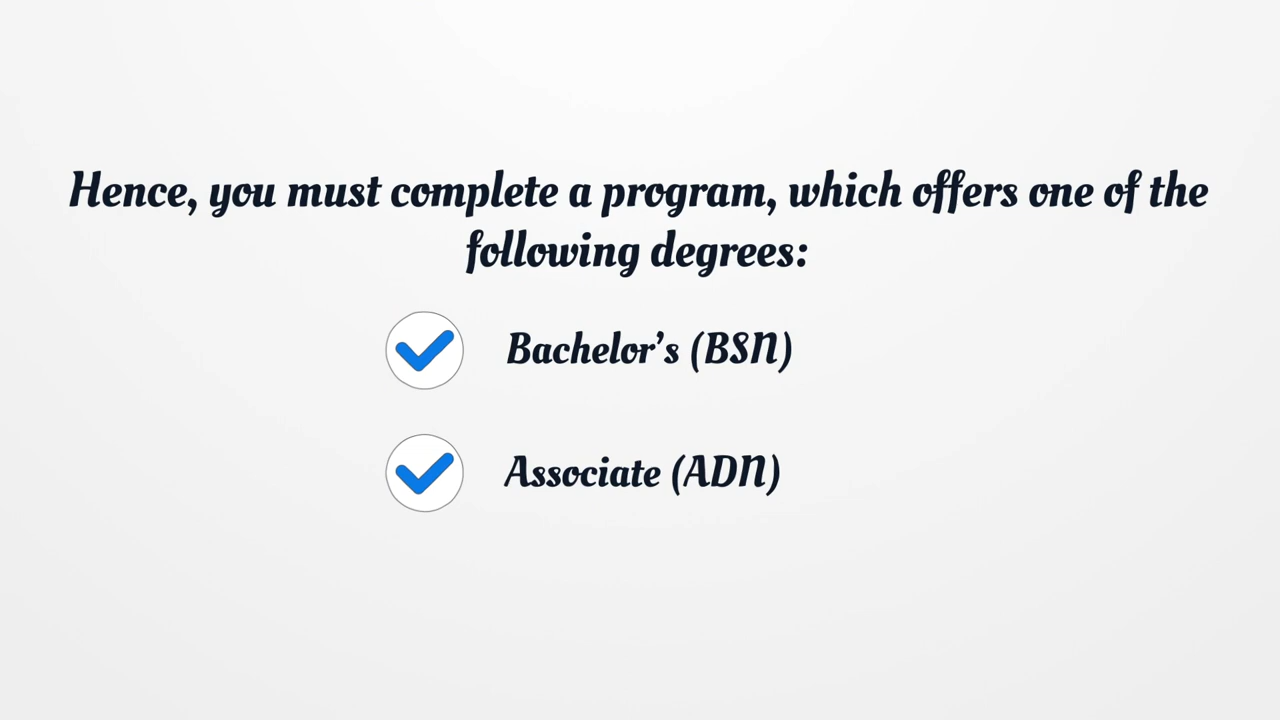 Hence, you must complete a program, which offers one of the
following degrees:
Bachelor's (BSN)
Associate (ADN)